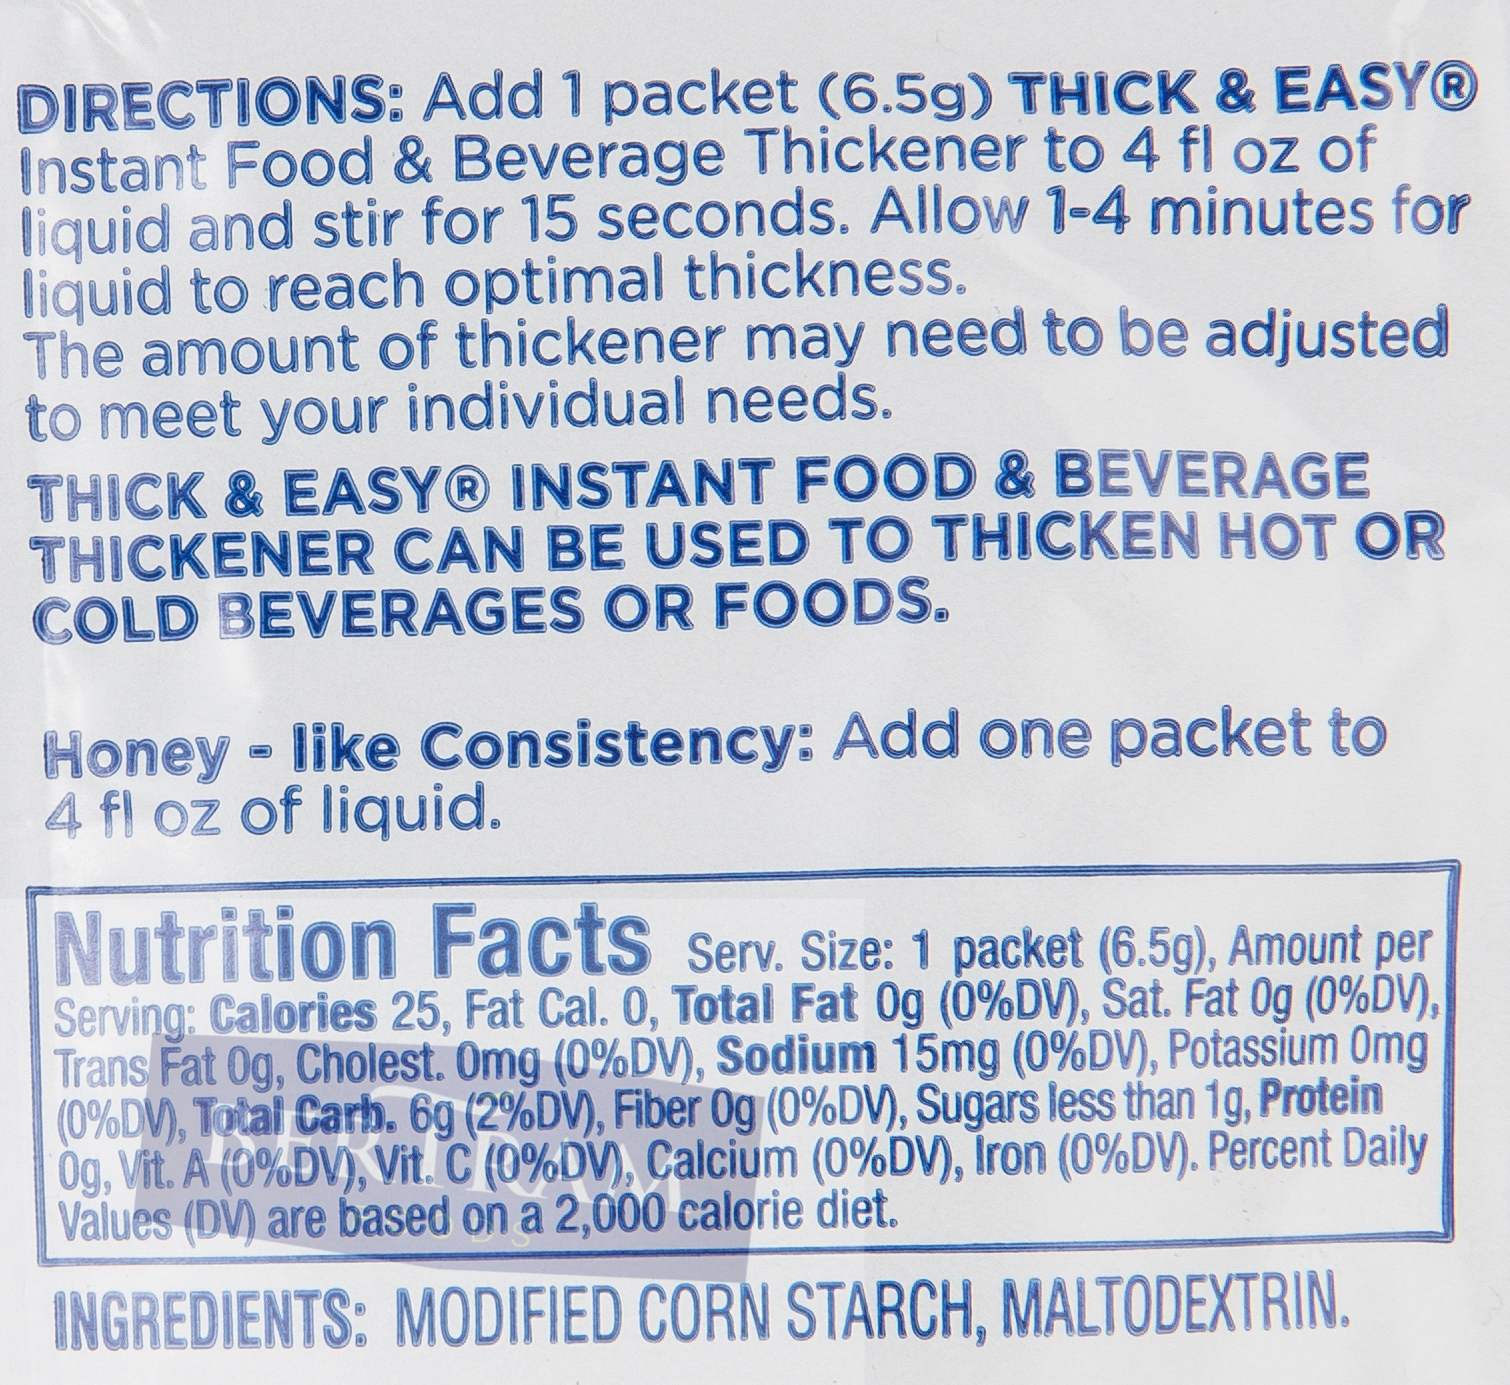 DIRECTIONS: Add 1 packet (6.5g) THICK & EASY®
Instant Food & Beverage Thickener to 4 fl oz of
liquid and stir for 15 seconds. Allow 1-4 minutes for
liquid to reach optimal thickness.
The amount of thickener may need to be adjusted
to meet your individual needs.
THICK & EASY® INSTANT FOOD & BEVERAGE
THICKENER CAN BE USED TO THICKEN HOT OR
COLD BEVERAGES OR FOODS.
Honey - like Consistency: Add one packet to
4 fl oz of liquid.
Nutrition Facts Serv. Size: 1 packet (6.5g), Amount per
Serving: Calories 25, Fat Cal. 0, Total Fat 0g (0%DV), Sat. Fat 0g (0%DV),
Trans Fat 0g, Cholest. 0mg (0%DV), Sodium 15mg (0%DV), Potassium 0mg
(0%DV), Total Carb. 6g (2%DV), Fiber 0g (0%DV), Sugars less than 1g, Protein
0g, Vit. A (0%DV), Vit. C (0%DV), Calcium (0%DV), Iron (0%DV). Percent Daily
Values (DV) are based on a 2,000 calorie diet.
BERTRAM
INGREDIENTS: MODIFIED CORN STARCH, MALTODEXTRIN.